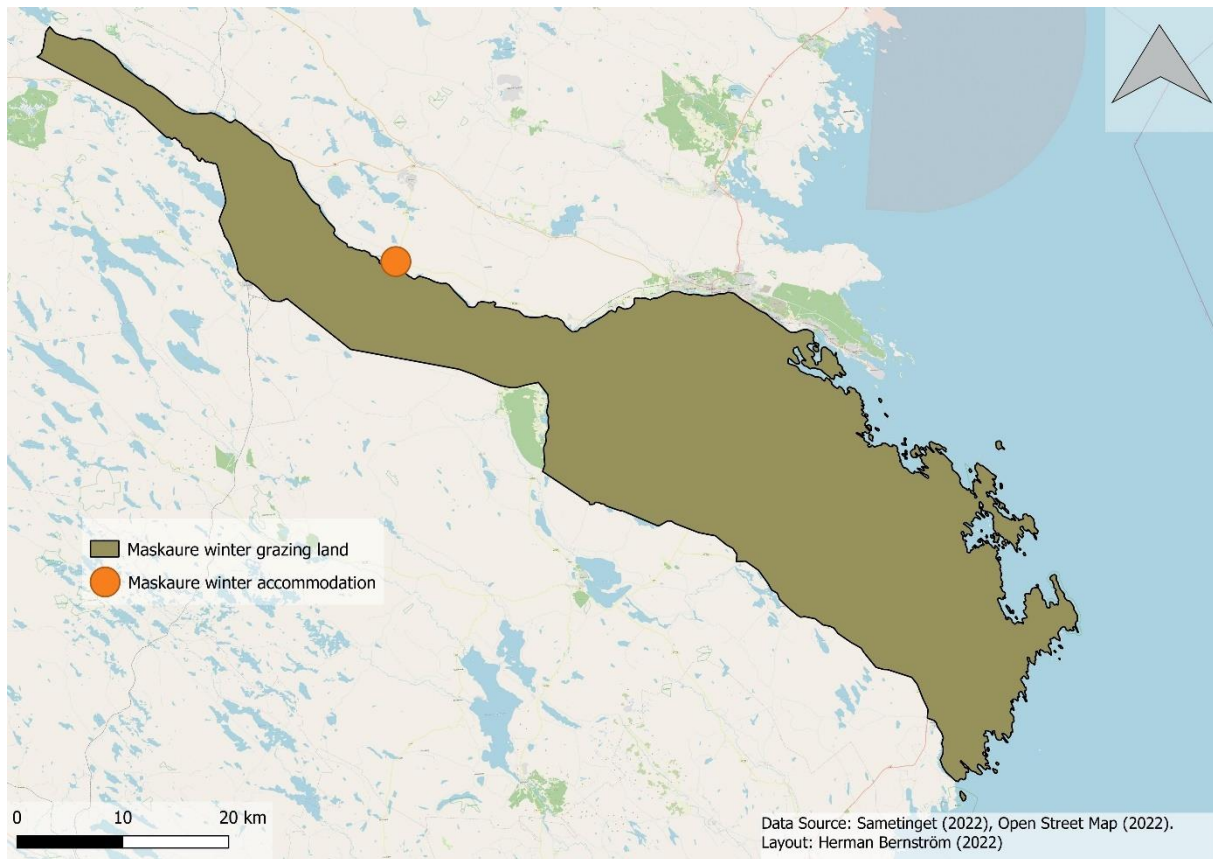 Maskaure winter grazing land
Maskaure winter accommodation
0 10 20 km
Data Source: Sametinget (2022), Open Street Map (2022).
Layout: Herman Bernström (2022)